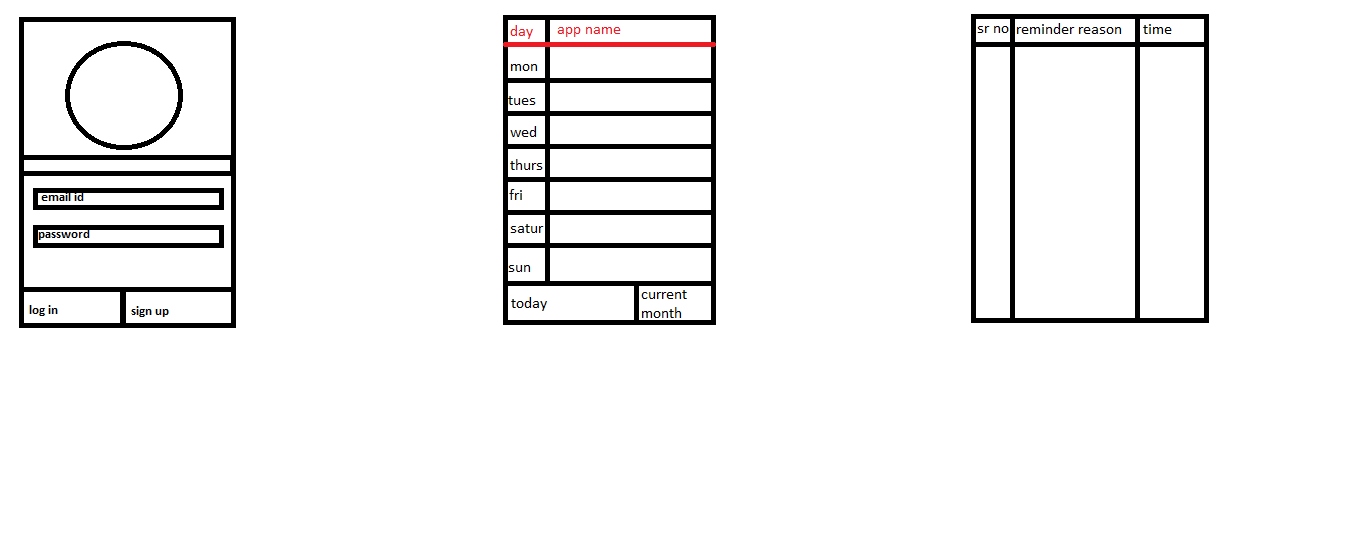 email id
password
log in
sign up
day
app name
mon
tues
wed
thurs
fri
satur
sun
today
current
month
sr no
reminder reason
time